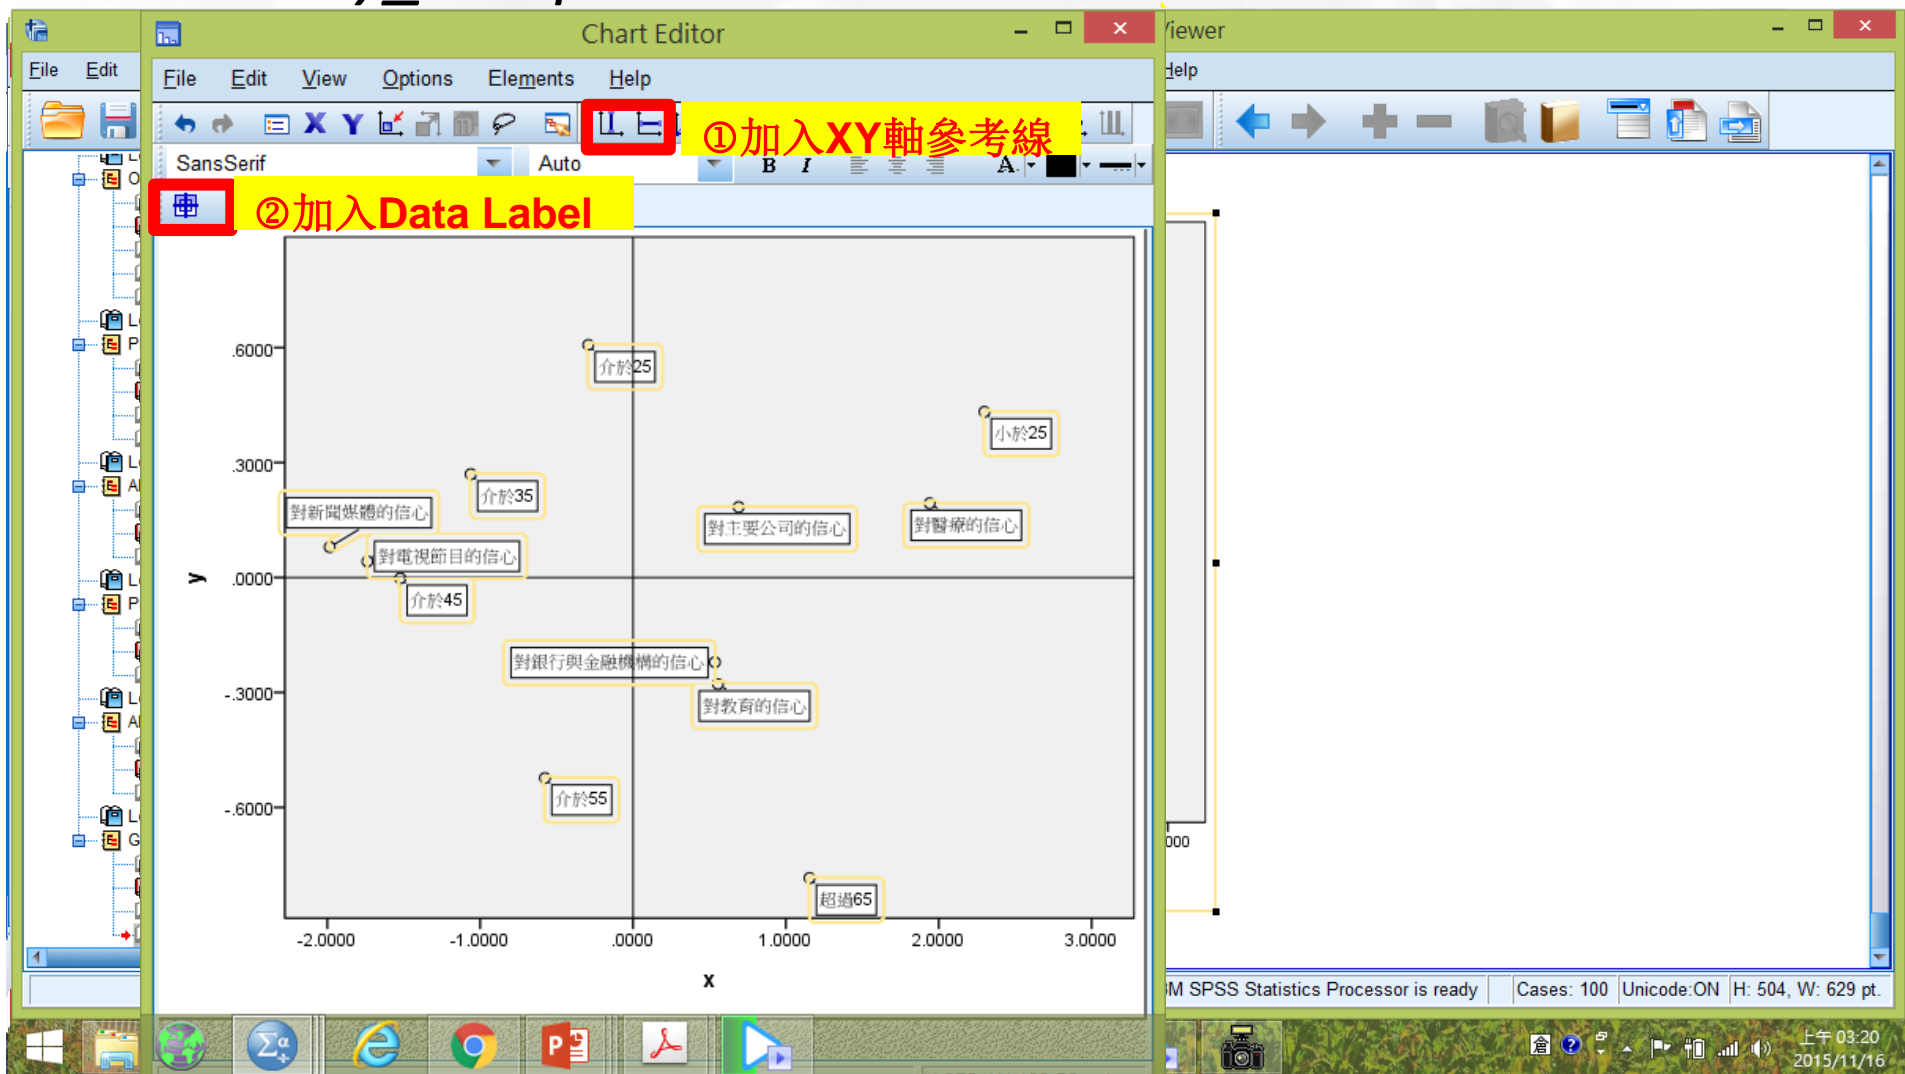 Chart Editor
Viewer
File Edit
File Edit View Options Elements Help
Help
X Y
①加入XY軸參考線
SansSerif
Auto
B I
A
②加入Data Label
.6000
.3000
.0000
-.3000
-.6000
y
介於25
小於25
介於35
對新聞媒體的信心
對電視節目的信心
介於45
對主要公司的信心
對醫療的信心
對銀行與金融機構的信心
對教育的信心
介於55
超過65
-2.0000 -1.0000 .0000 1.0000 2.0000 3.0000
x
000
BM SPSS Statistics Processor is ready
Cases: 100
Unicode:ON
H: 504, W: 629 pt.
倉
上午 03:20
2015/11/16